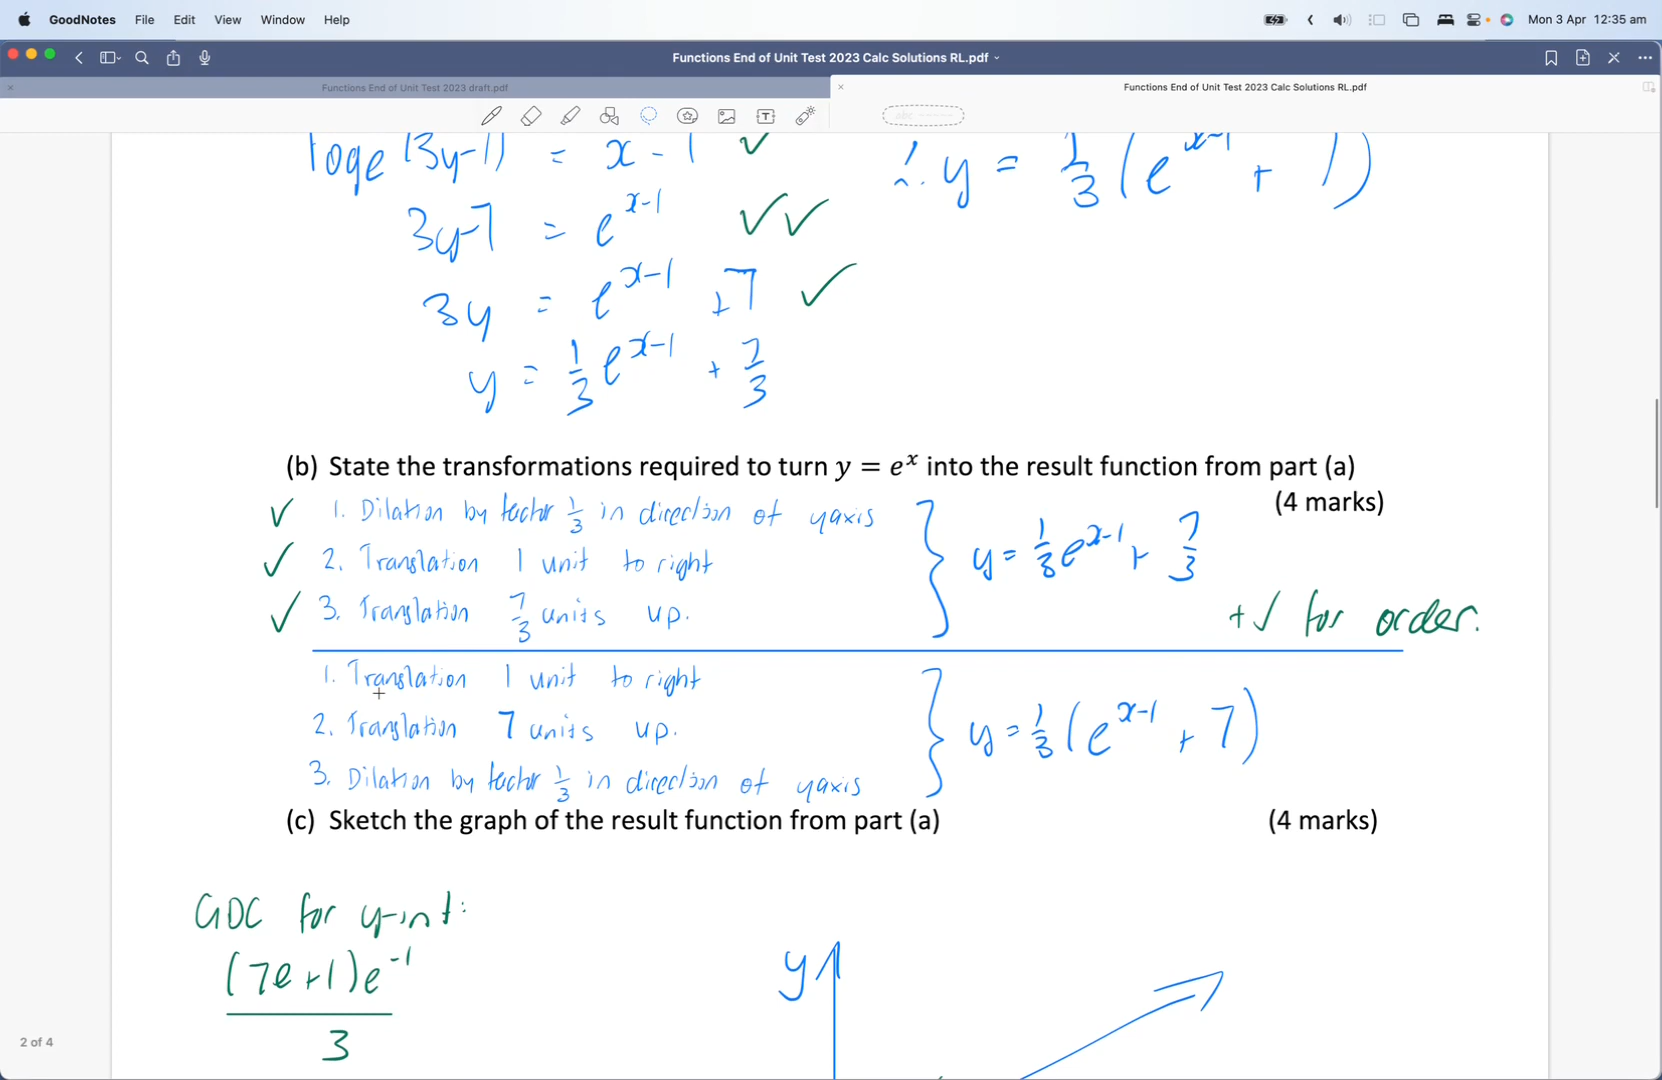 GoodNotes File Edit View Window Help
Mon 3 Apr 12:35 am
Functions End of Unit Test 2023 Calc Solutions RL.pdf
Functions End of Unit Test 2023 draft.pdf
Functions End of Unit Test 2023 Calc Solutions RL.pdf
loge (3y-7) = x - 1 ✓
∴ y = 1/3 (e^(x-1) + 7)
3y-7 = e^(x-1) ✓✓
3y = e^(x-1) + 7 ✓
y = 1/3 e^(x-1) + 7/3
(b) State the transformations required to turn y = e^x into the result function from part (a)
(4 marks)
✓ 1. Dilation by factor 1/3 in direction of y axis
✓ 2. Translation 1 unit to right
✓ 3. Translation 7/3 units up.
} y = 1/3 e^(x-1) + 7/3
+✓ for order.
1. Translation 1 unit to right
2. Translation 7 units up.
3. Dilation by factor 1/3 in direction of y axis
} y = 1/3 (e^(x-1) + 7)
(c) Sketch the graph of the result function from part (a) (4 marks)
GDC for y-int:
(7e+1)e^-1
3
y
2 of 4